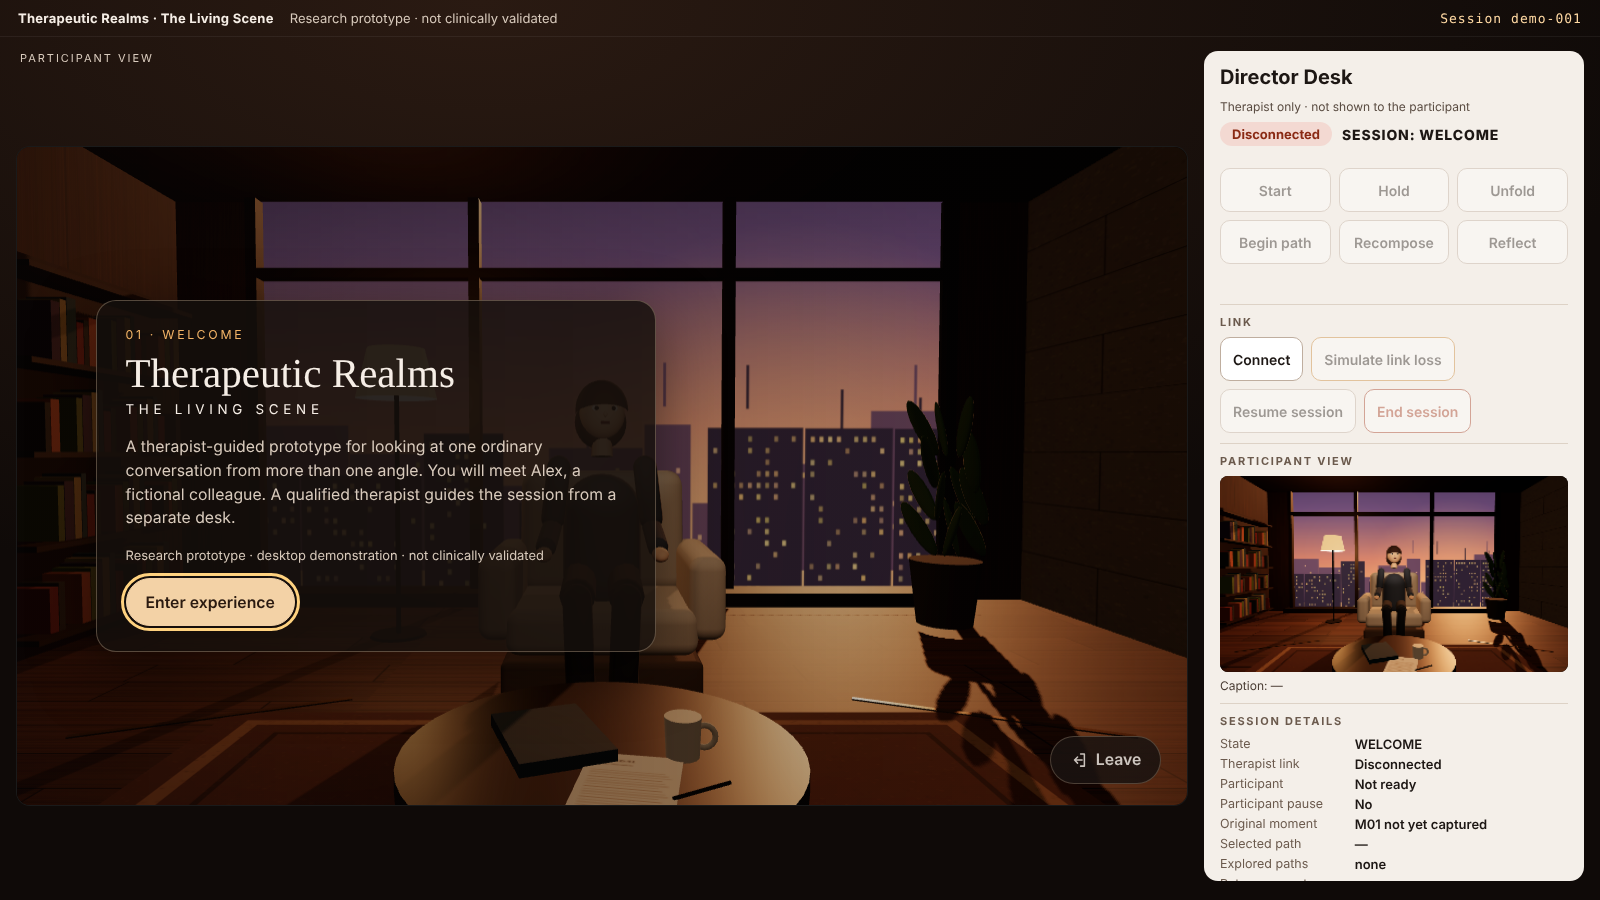 Therapeutic Realms · The Living Scene
Research prototype · not clinically validated
Session demo-001
PARTICIPANT VIEW
01 · WELCOME
Therapeutic Realms
THE LIVING SCENE
A therapist-guided prototype for looking at one ordinary
conversation from more than one angle. You will meet Alex, a
fictional colleague. A qualified therapist guides the session from a
separate desk.
Research prototype · desktop demonstration · not clinically validated
Enter experience
Leave
Director Desk
Therapist only · not shown to the participant
Disconnected SESSION: WELCOME
Start Hold Unfold
Begin path Recompose Reflect
LINK
Connect Simulate link loss
Resume session End session
PARTICIPANT VIEW
Caption: —
SESSION DETAILS
State WELCOME
Therapist link Disconnected
Participant Not ready
Participant pause No
Original moment M01 not yet captured
Selected path —
Explored paths none